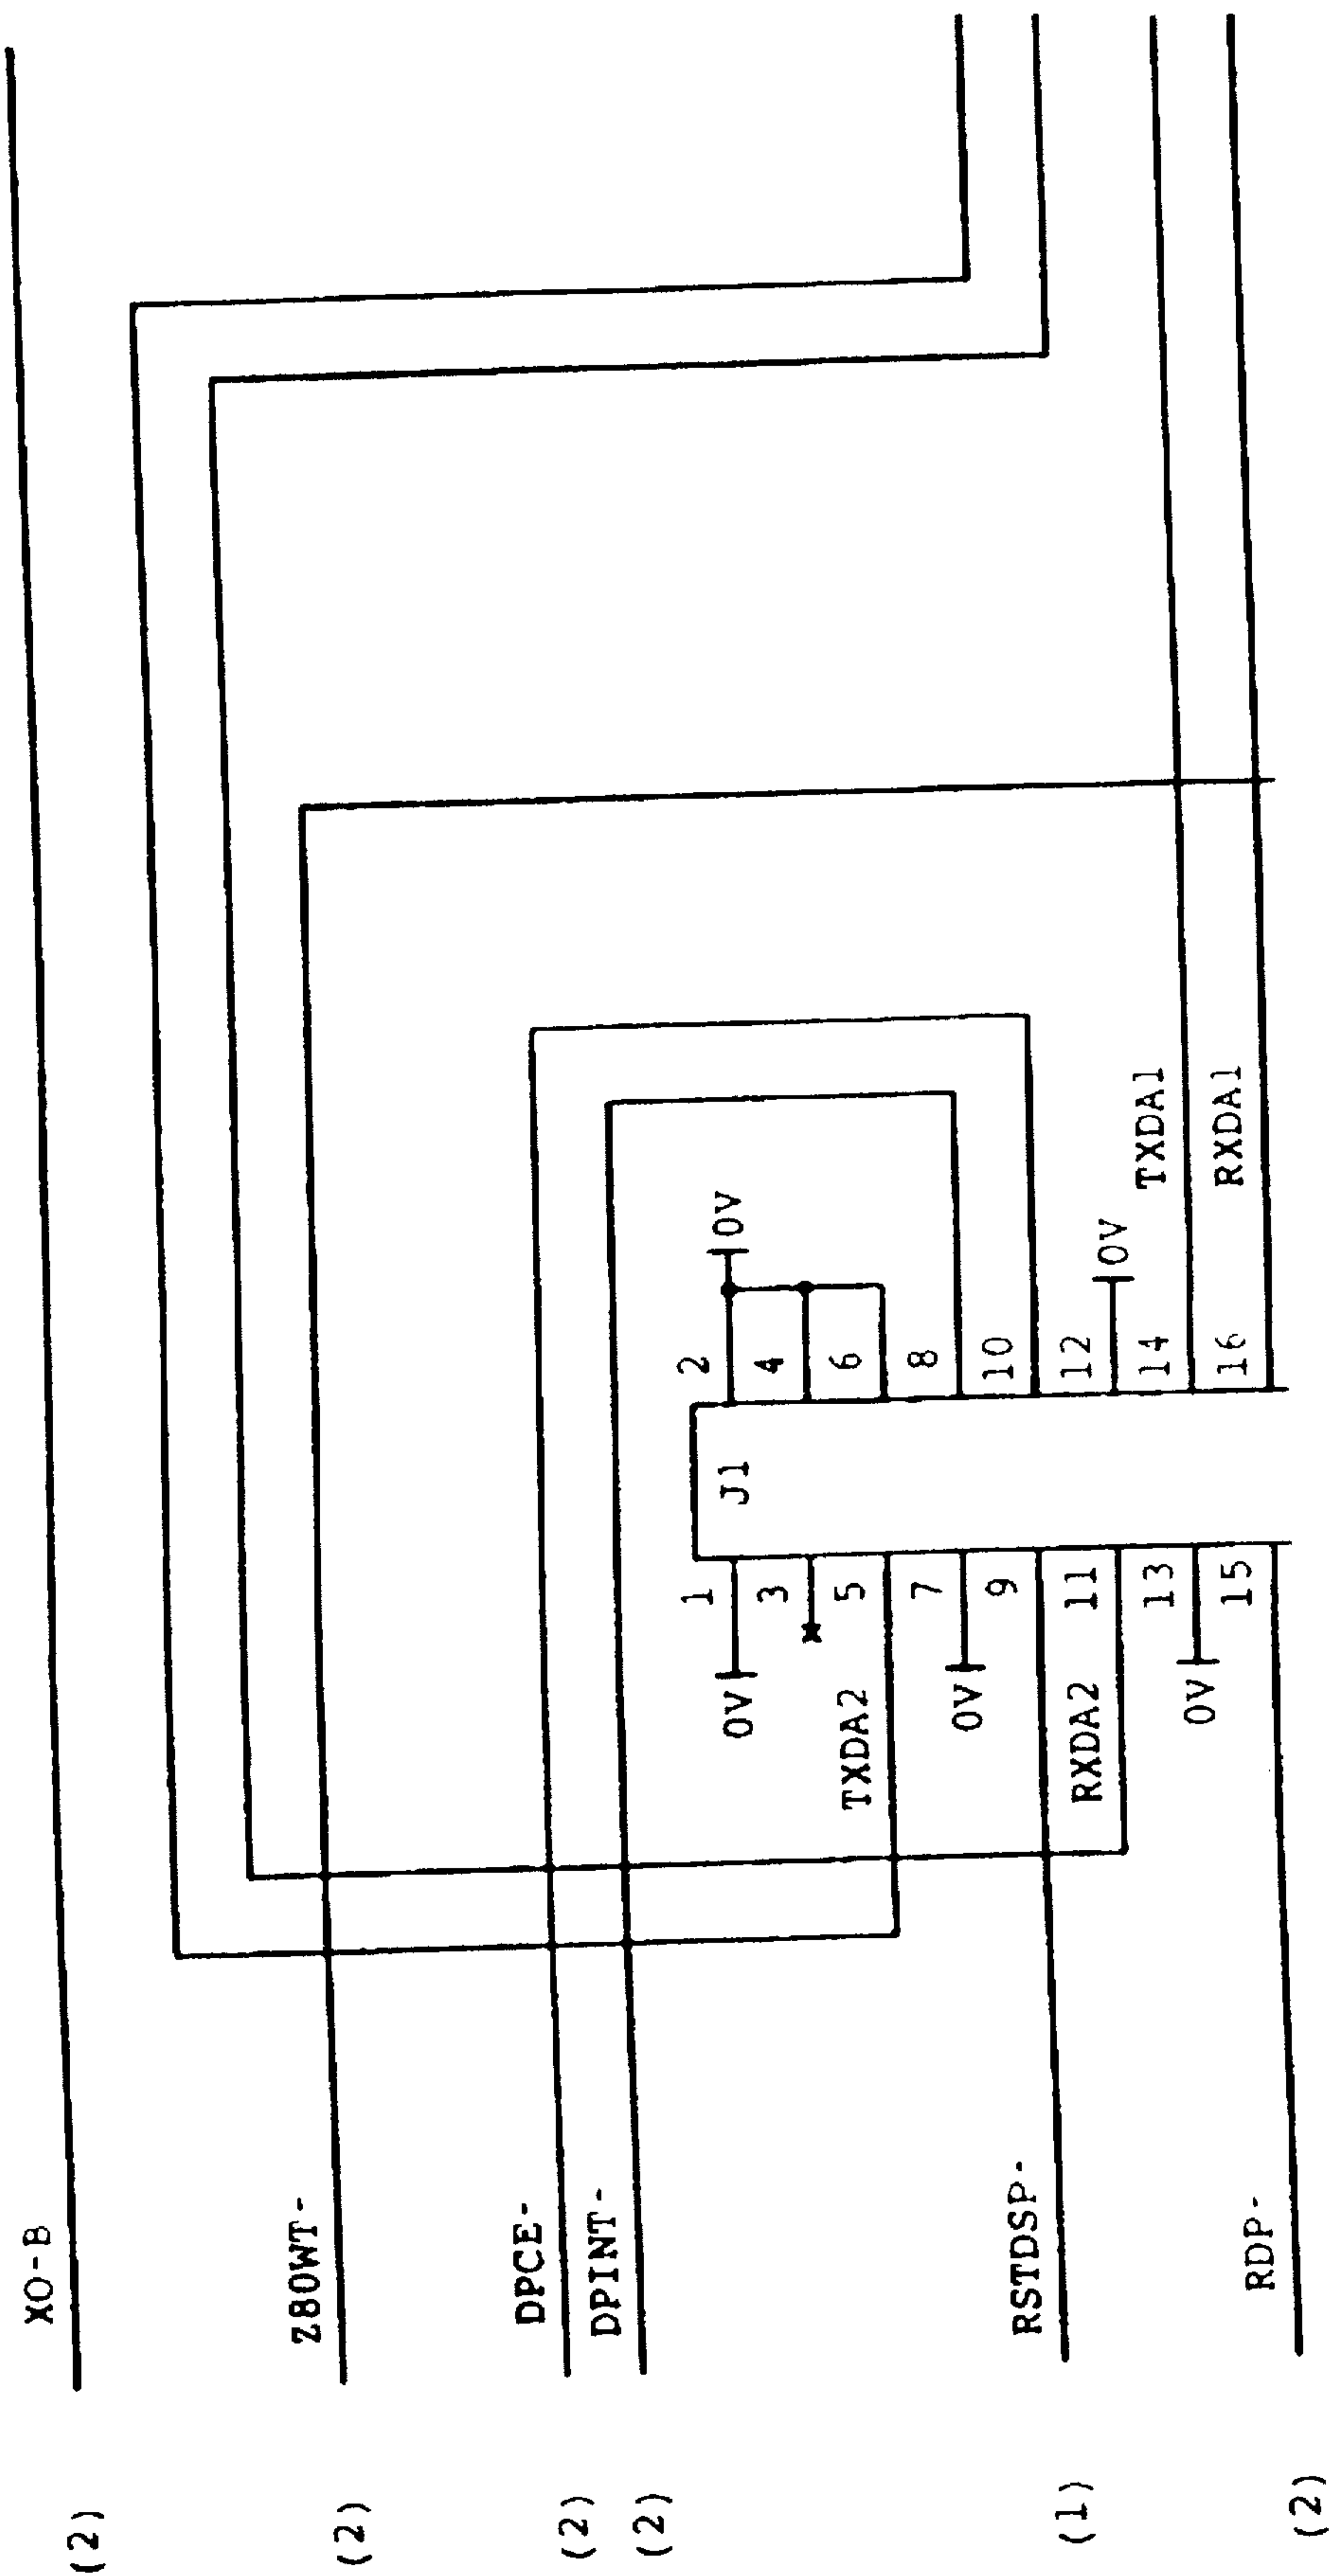 (2) XO-B
(2) Z80WT-
(2) DPCE-
(2) DPINT-
J1
1 2
0V 0V
3 4
5 6
TXDA2
7 8
0V
9 10
(1) RSTDSP-
11 12
RXDA2 0V
13 14
0V TXDA1
15 16
(2) RDP- RXDA1